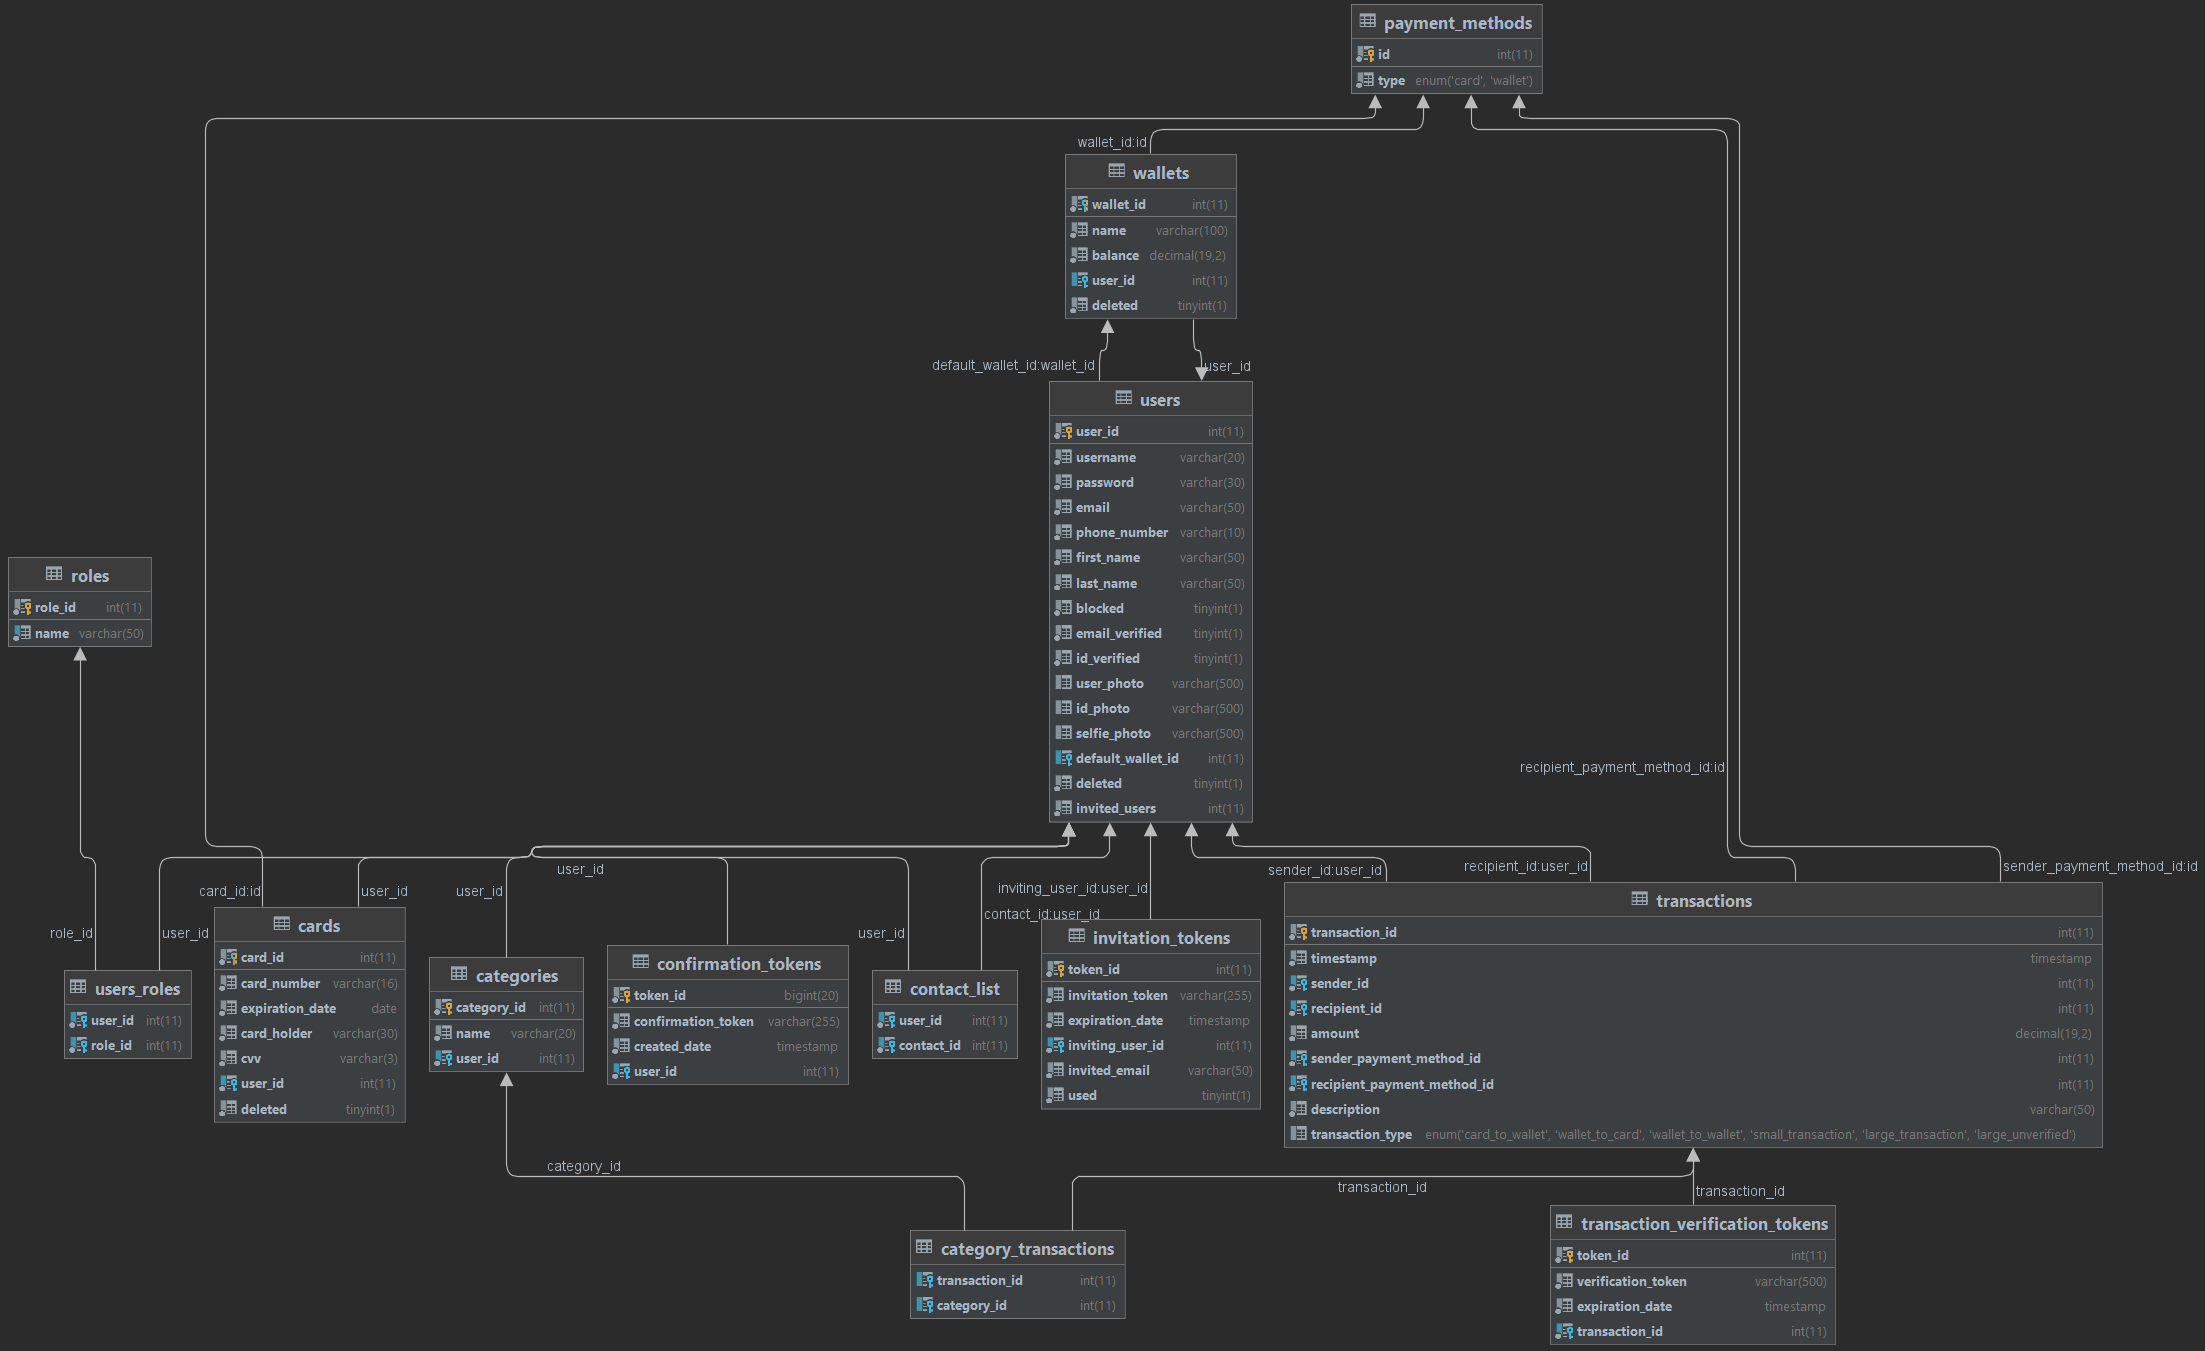 payment_methods
id int(11)
type enum('card', 'wallet')
wallet_id:id
wallets
wallet_id int(11)
name varchar(100)
balance decimal(19,2)
user_id int(11)
deleted tinyint(1)
default_wallet_id:wallet_id
user_id
users
user_id int(11)
username varchar(20)
password varchar(30)
email varchar(50)
phone_number varchar(10)
first_name varchar(50)
last_name varchar(50)
blocked tinyint(1)
email_verified tinyint(1)
id_verified tinyint(1)
user_photo varchar(500)
id_photo varchar(500)
selfie_photo varchar(500)
default_wallet_id int(11)
deleted tinyint(1)
invited_users int(11)
roles
role_id int(11)
name varchar(50)
recipient_payment_method_id:id
role_id
user_id
card_id:id
user_id
user_id
user_id
user_id
contact_id:user_id
inviting_user_id:user_id
sender_id:user_id
recipient_id:user_id
sender_payment_method_id:id
users_roles
user_id int(11)
role_id int(11)
cards
card_id int(11)
card_number varchar(16)
expiration_date date
card_holder varchar(30)
cvv varchar(3)
user_id int(11)
deleted tinyint(1)
categories
category_id int(11)
name varchar(20)
user_id int(11)
confirmation_tokens
token_id bigint(20)
confirmation_token varchar(255)
created_date timestamp
user_id int(11)
contact_list
user_id int(11)
contact_id int(11)
invitation_tokens
token_id int(11)
invitation_token varchar(255)
expiration_date timestamp
inviting_user_id int(11)
invited_email varchar(50)
used tinyint(1)
transactions
transaction_id int(11)
timestamp timestamp
sender_id int(11)
recipient_id int(11)
amount decimal(19,2)
sender_payment_method_id int(11)
recipient_payment_method_id int(11)
description varchar(50)
transaction_type enum('card_to_wallet', 'wallet_to_card', 'wallet_to_wallet', 'small_transaction', 'large_transaction', 'large_unverified')
category_id
transaction_id
transaction_id
category_transactions
transaction_id int(11)
category_id int(11)
transaction_verification_tokens
token_id int(11)
verification_token varchar(500)
expiration_date timestamp
transaction_id int(11)